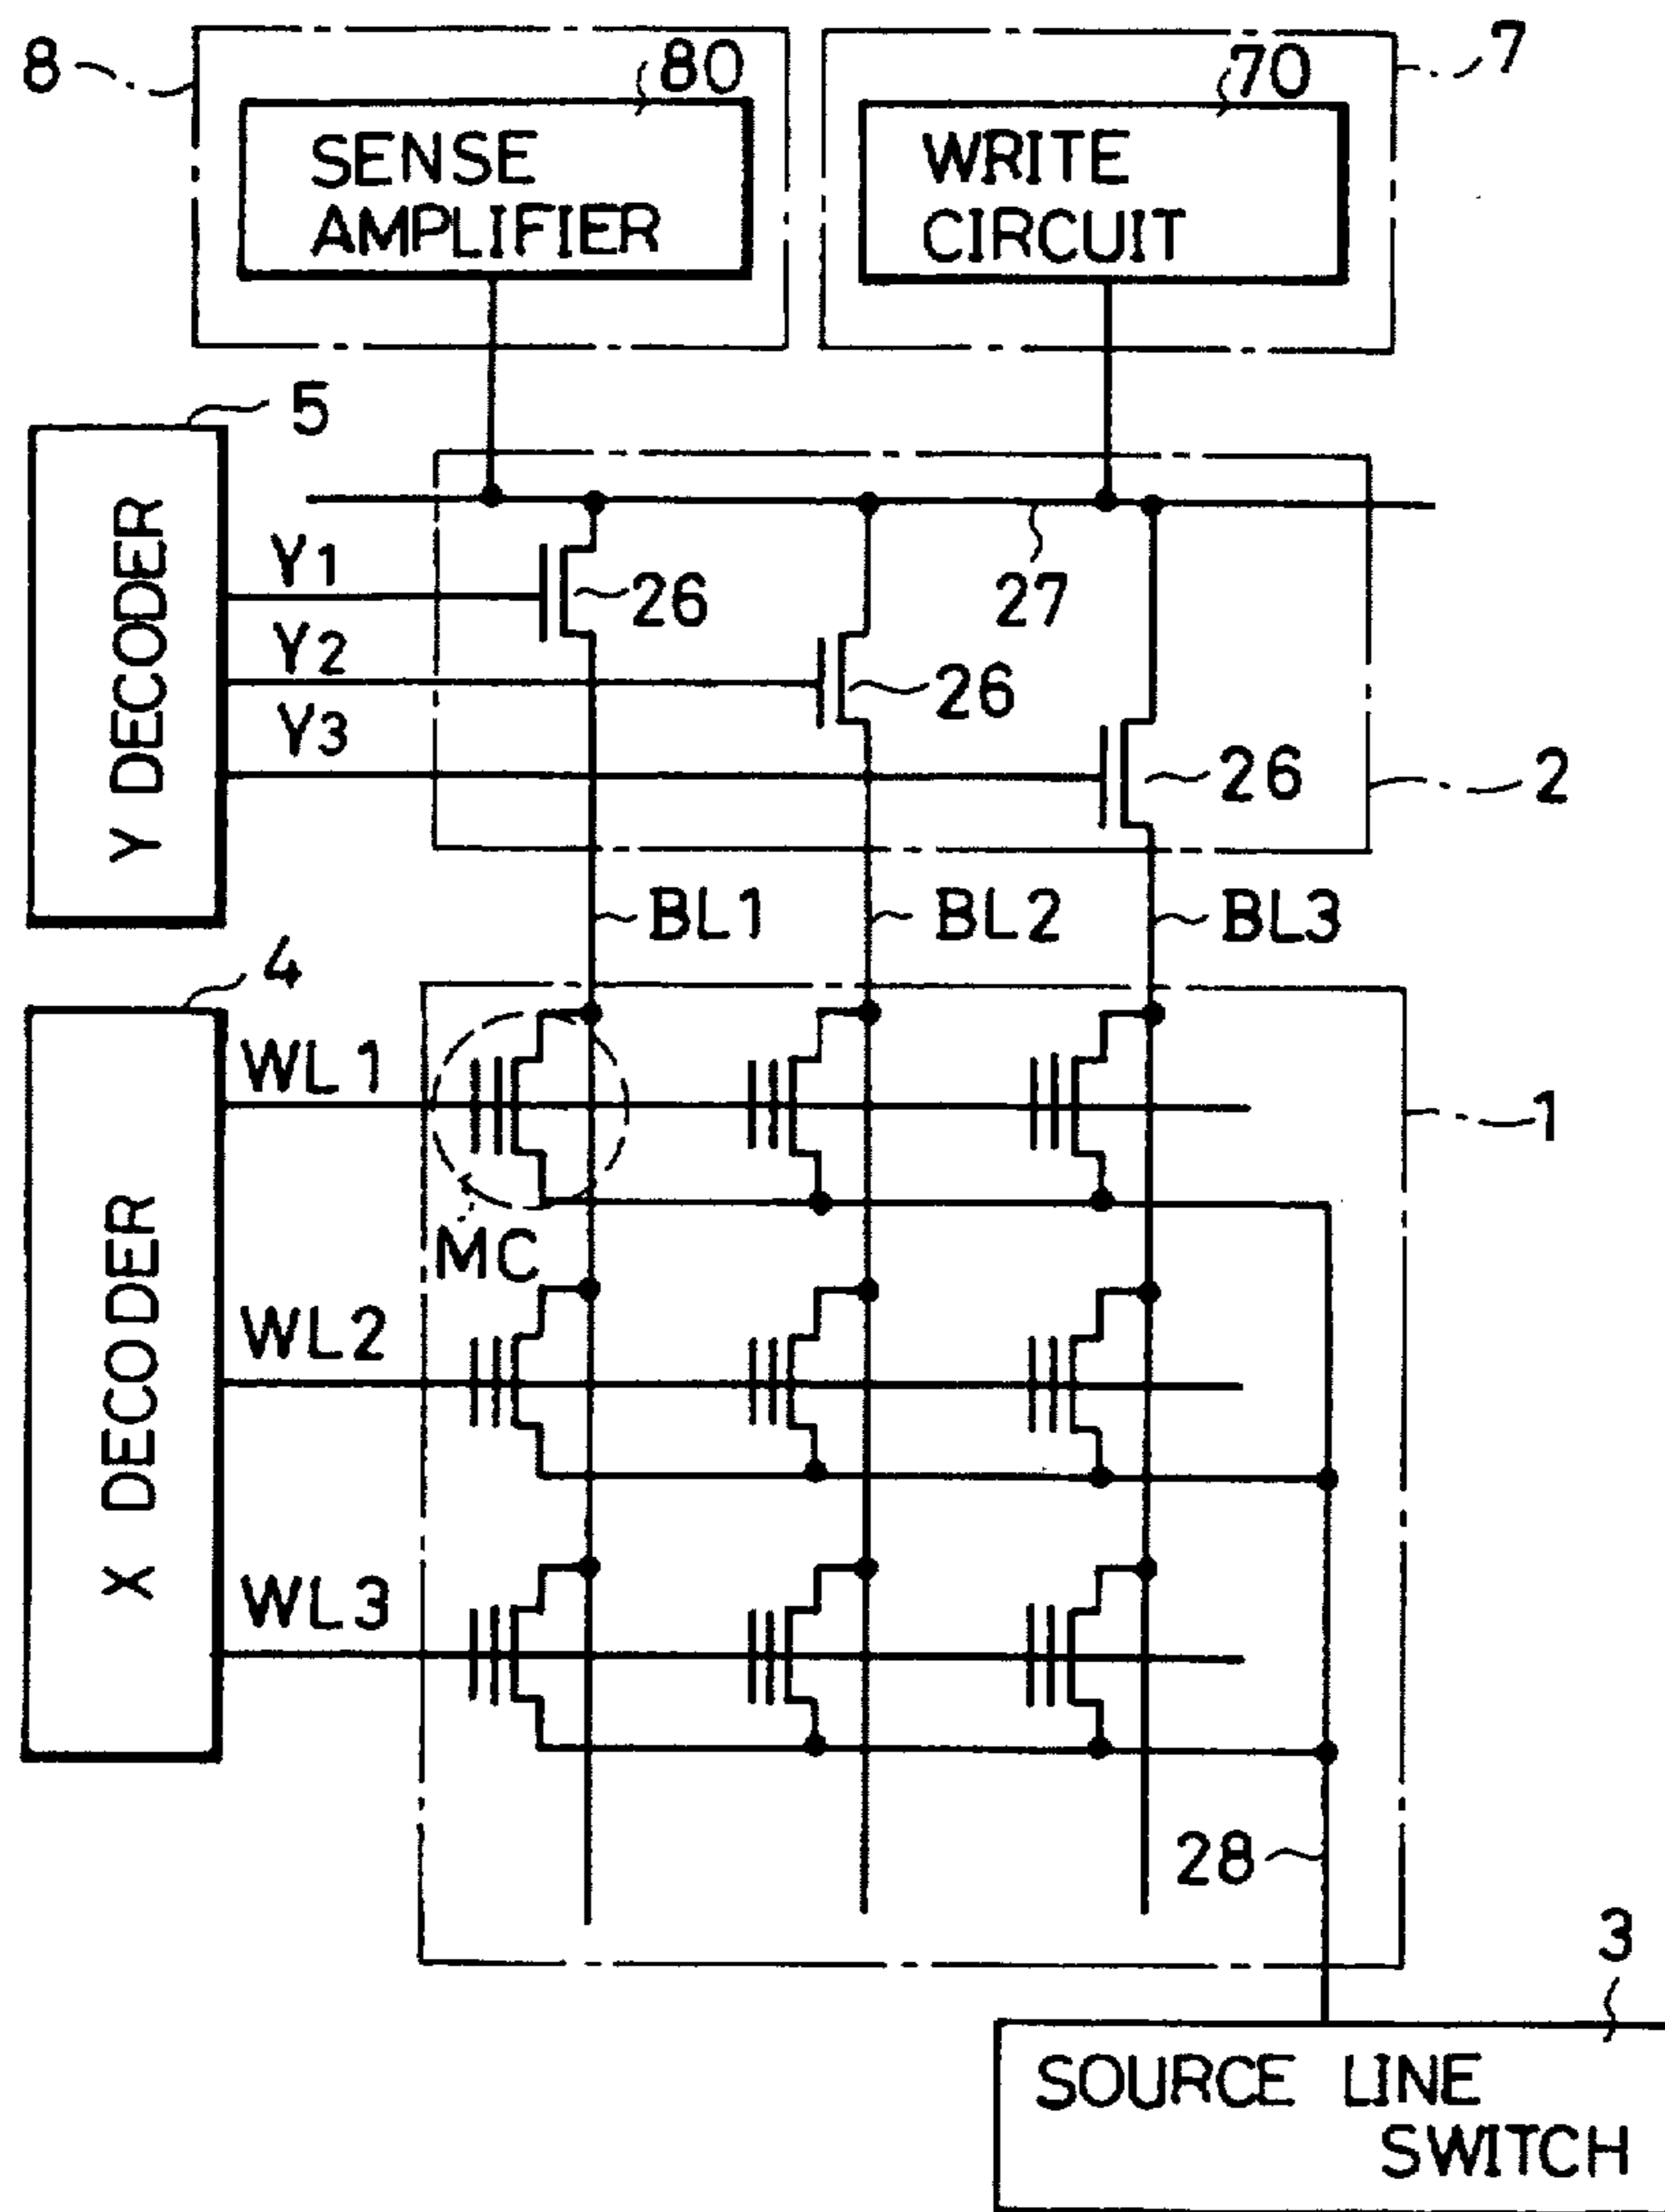 8
80
SENSE
AMPLIFIER
70
WRITE
CIRCUIT
7
5
Y DECODER
Y1
Y2
Y3
26
26
26
27
2
BL1
BL2
BL3
4
X DECODER
WL1
WL2
WL3
MC
1
28
3
SOURCE LINE
SWITCH